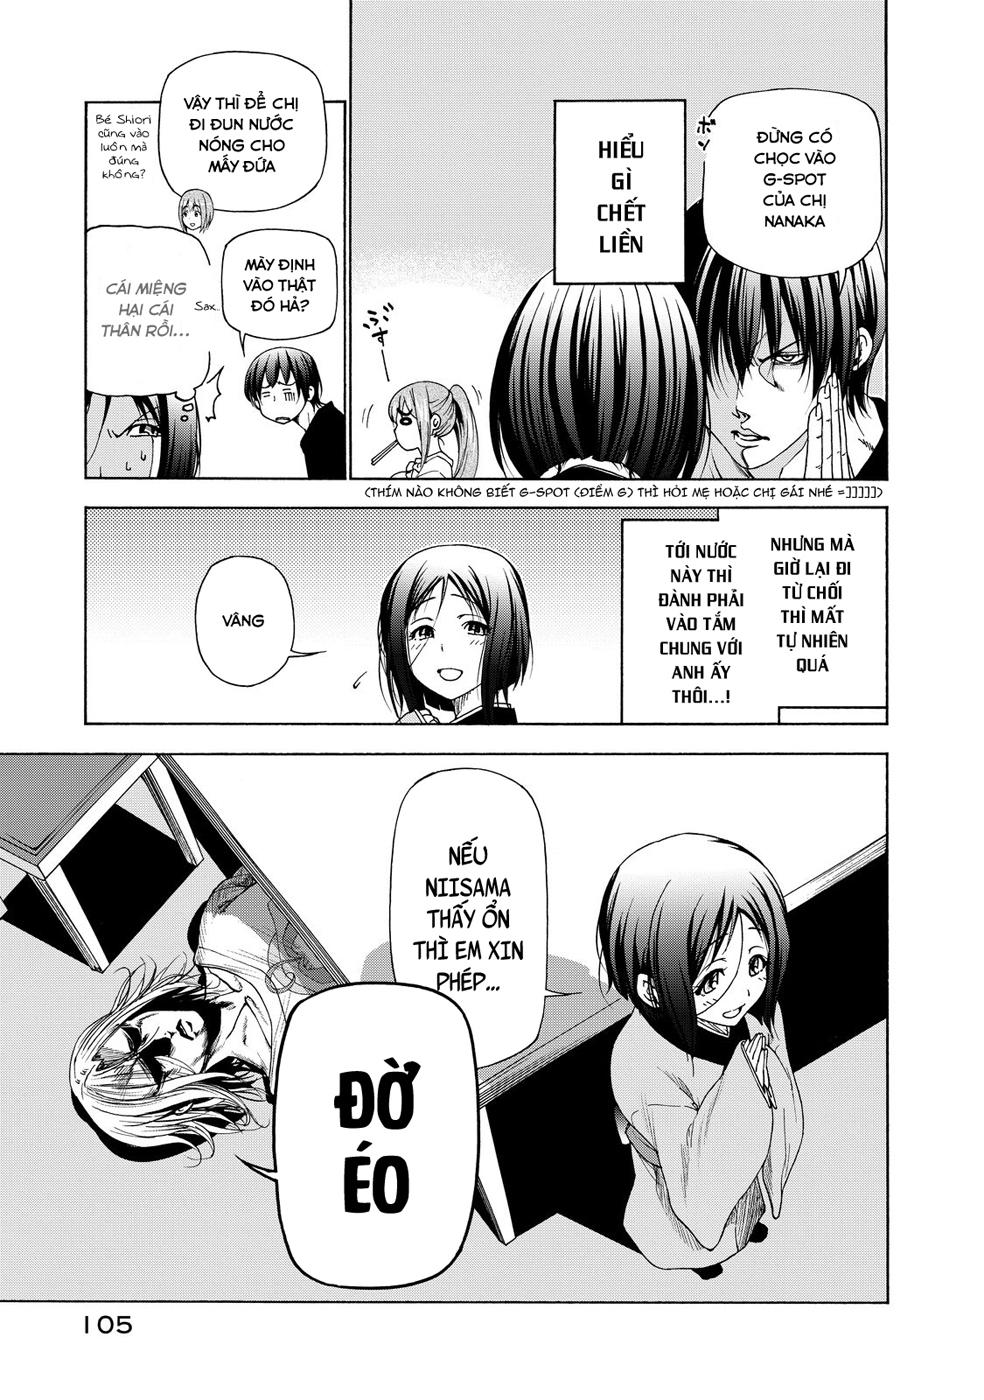 ĐỪNG CÓ
CHỌC VÀO
G-SPOT
CỦA CHỊ
NANAKA
ボソ
HIỂU
GÌ
CHẾT
LIỀN
(THÍM NÀO KHÔNG BIẾT G-SPOT (ĐIỂM G) THÌ HỎI MẸ HOẶC CHỊ GÁI NHÉ =]]]]])
VẬY THÌ ĐỂ CHỊ
ĐI ĐUN NƯỚC
NÓNG CHO
MẤY ĐỨA
Bé Shiori
cũng vào
luôn mà
đúng
không?
MÀY ĐỊNH
VÀO THẬT
ĐÓ HẢ?
Sax..
CÁI MIỆNG
HẠI CÁI
THÂN RỒI...
NHƯNG MÀ
GIỜ LẠI ĐI
TỪ CHỐI
THÌ MẤT
TỰ NHIÊN
QUÁ
TỚI NƯỚC
NÀY THÌ
ĐÀNH PHẢI
VÀO TẮM
CHUNG VỚI
ANH ẤY
THÔI...!
VÂNG
NẾU
NIISAMA
THẤY ỔN
THÌ EM XIN
PHÉP...
ĐỜ
ÉO
105